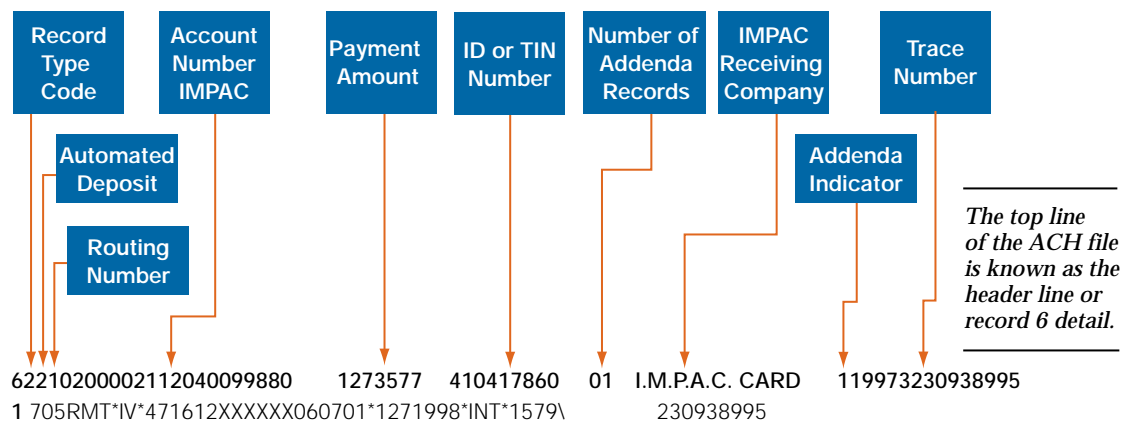 Record
Type
Code
Account
Number
IMPAC
Payment
Amount
ID or TIN
Number
Number of
Addenda
Records
IMPAC
Receiving
Company
Trace
Number
Automated
Deposit
Addenda
Indicator
Routing
Number
The top line
of the ACH file
is known as the
header line or
record 6 detail.
62210200002112040099880 1273577 410417860 01 I.M.P.A.C. CARD 119973230938995
1 705RMT*IV*471612XXXXXX060701*1271998*INT*1579\ 230938995